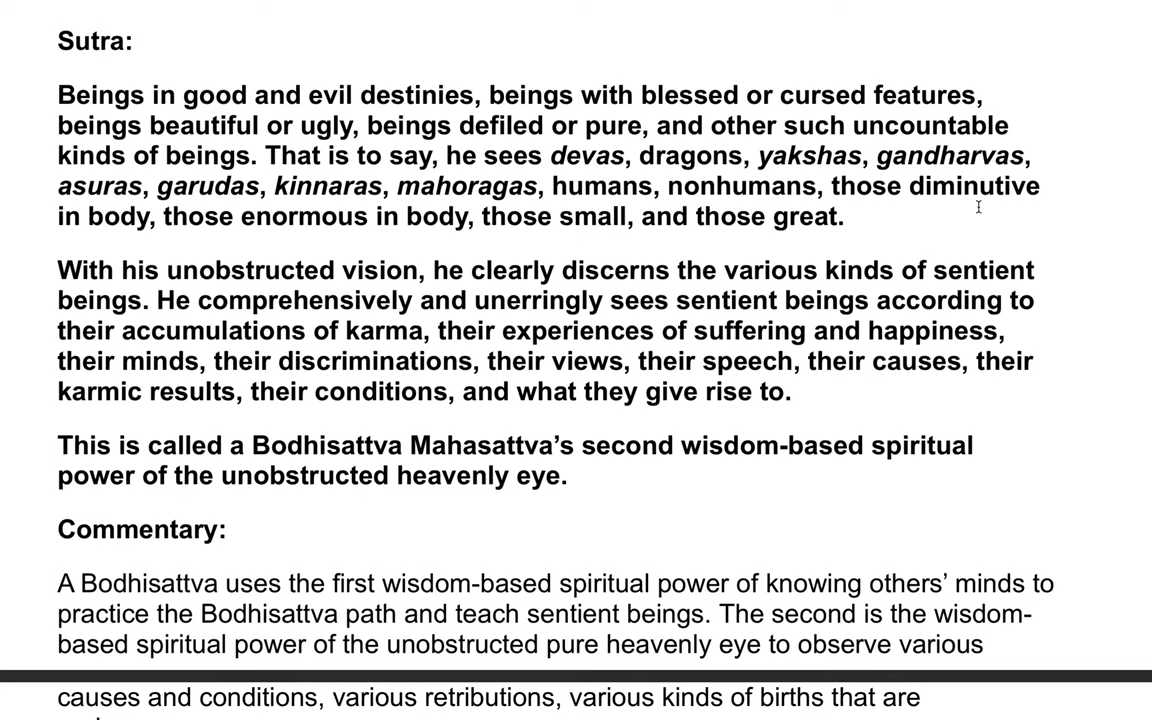 Sutra:
Beings in good and evil destinies, beings with blessed or cursed features,
beings beautiful or ugly, beings defiled or pure, and other such uncountable
kinds of beings. That is to say, he sees devas, dragons, yakshas, gandharvas,
asuras, garudas, kinnaras, mahoragas, humans, nonhumans, those diminutive
in body, those enormous in body, those small, and those great.
With his unobstructed vision, he clearly discerns the various kinds of sentient
beings. He comprehensively and unerringly sees sentient beings according to
their accumulations of karma, their experiences of suffering and happiness,
their minds, their discriminations, their views, their speech, their causes, their
karmic results, their conditions, and what they give rise to.
This is called a Bodhisattva Mahasattva’s second wisdom-based spiritual
power of the unobstructed heavenly eye.
Commentary:
A Bodhisattva uses the first wisdom-based spiritual power of knowing others’ minds to
practice the Bodhisattva path and teach sentient beings. The second is the wisdom-
based spiritual power of the unobstructed pure heavenly eye to observe various
causes and conditions, various retributions, various kinds of births that are